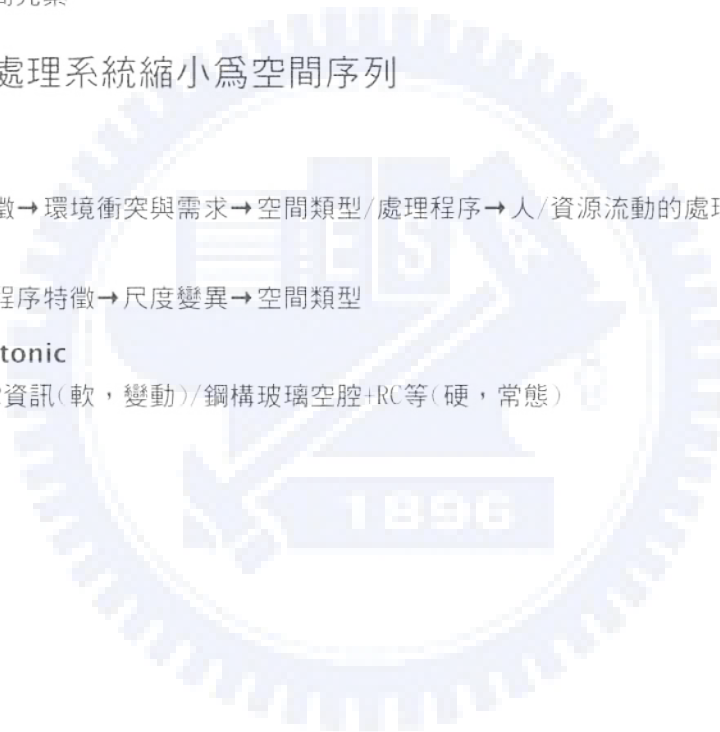 處理系統縮小為空間序列
徵→環境衝突與需求→空間類型/處理程序→人/資源流動的處理
程序特徵→尺度變異→空間類型
tonic
資訊(軟，變動)/鋼構玻璃空腔+RC等(硬，常態)
ES
1896